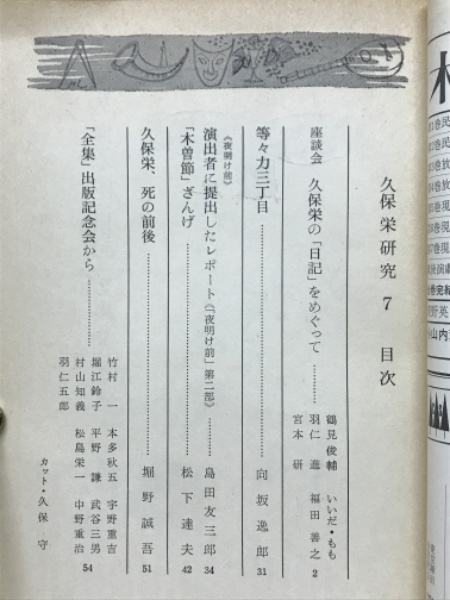 久保栄研究 7 目次
座談会 久保栄の「日記」をめぐって……
鶴見俊輔 いいだ・もも
羽仁進 福田善之
宮本研 2
等々力三丁目……向坂逸郎 31
《夜明け前》
演出者に提出したレポート(「夜明け前」第二部)……島田友三郎 34
「木曽節」ざんげ……松下達夫 42
久保栄、死の前後……堀野誠吾 51
「全集」出版記念会から……
竹村一 本多秋五 宇野重吉
堀江鈴子 平野謙 武谷三男
村山知義 松島栄一 中野重治
羽仁五郎 54
カット・久保守
木